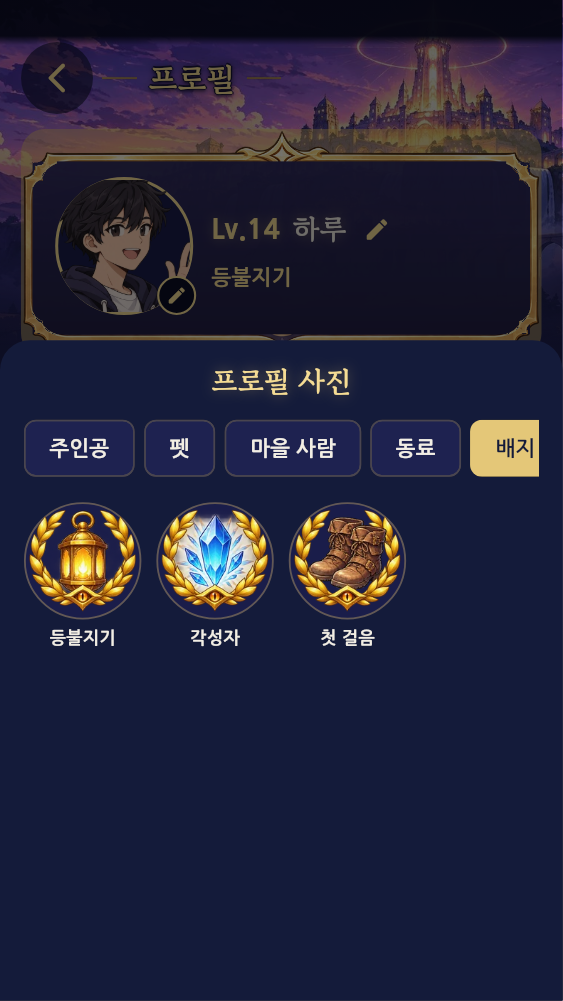 프로필
Lv.14 하루
등불지기
프로필 사진
주인공 펫 마을 사람 동료 배지
등불지기 각성자 첫 걸음